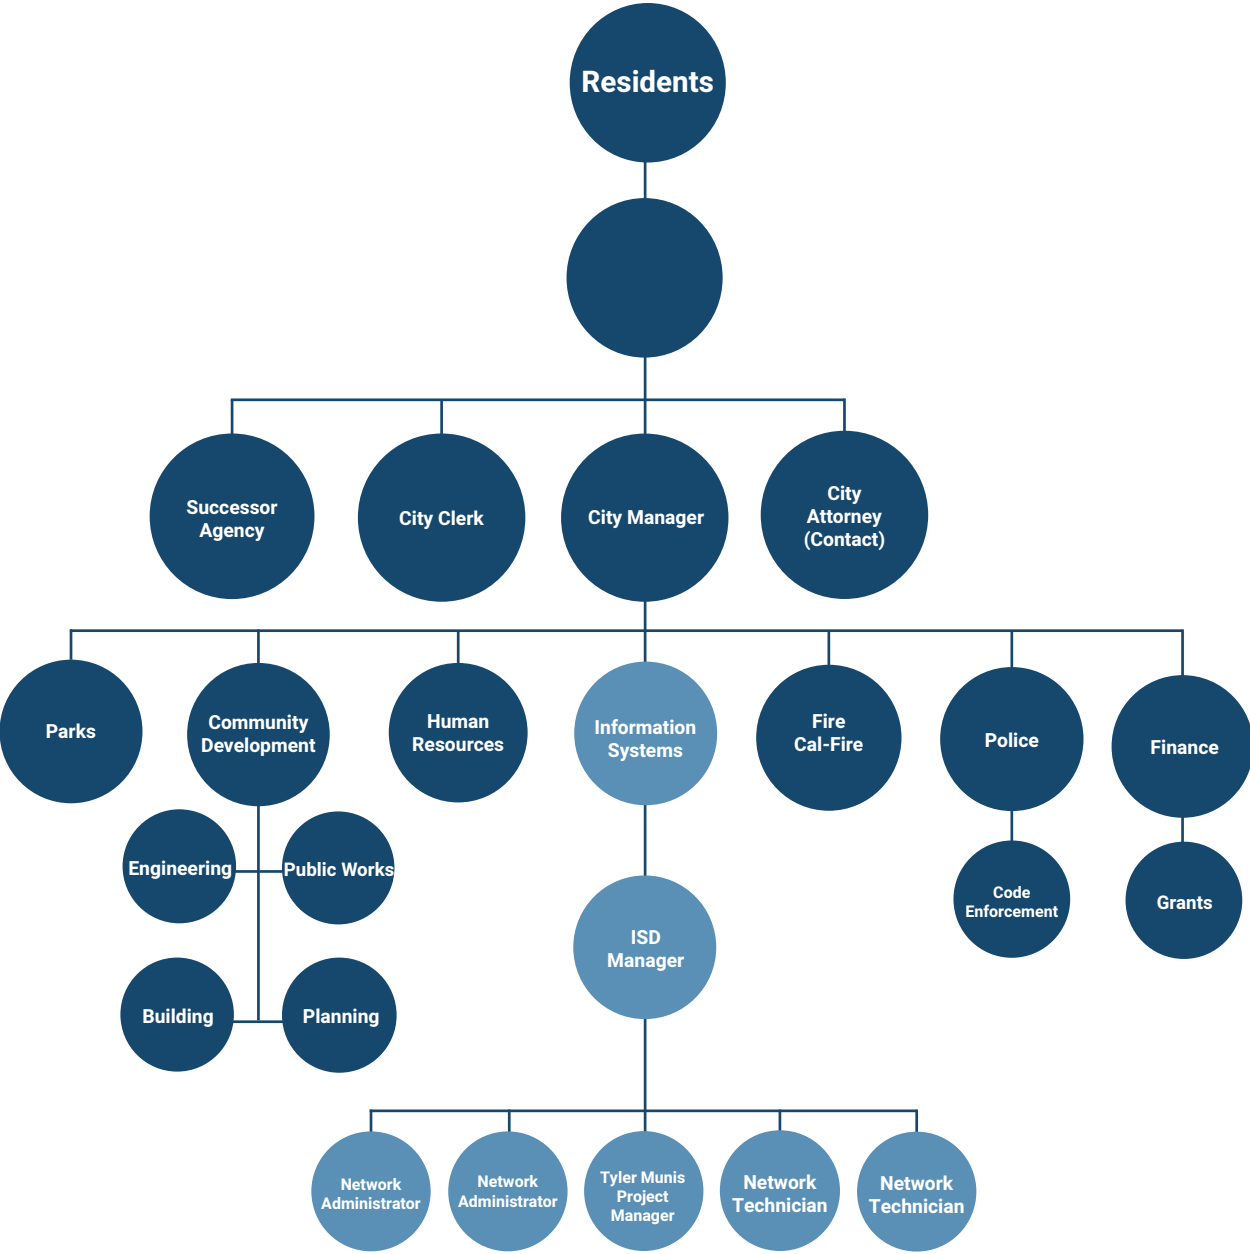 Residents
Successor
Agency
City Clerk
City Manager
City
Attorney
(Contact)
Parks
Community
Development
Human
Resources
Information
Systems
Fire
Cal-Fire
Police
Finance
Engineering
Public Works
Building
Planning
ISD
Manager
Code
Enforcement
Grants
Network
Administrator
Network
Administrator
Tyler Munis
Project
Manager
Network
Technician
Network
Technician